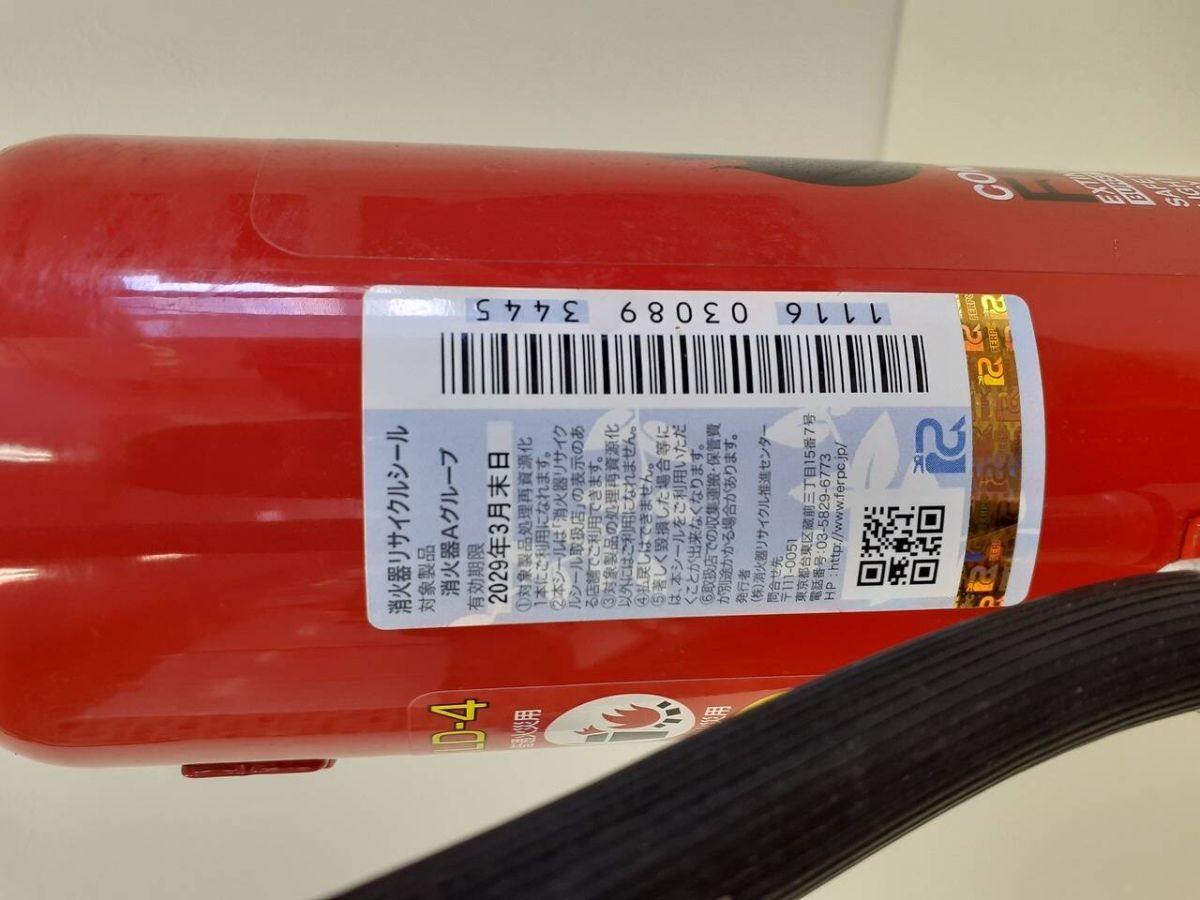 消火器リサイクルシール
対象製品
消火器Aグループ
有効期限
2029年3月末日
①対象製品処理再資源化
1本にご利用になれます。
②本シールは「消火器リサイク
ルシール取扱店」の表示のあ
る店舗でご利用できます。
③対象製品の処理再資源化
以外にはご利用になれません。
④払戻しはできません。
⑤著しく毀損した場合等に
は、本シールをご利用いただ
くことが出来なくなります。
⑥取扱店での収集運搬・保管費
が別途かかる場合があります。
発行者
(株)消火器リサイクル推進センター
問合せ先
〒111-0051
東京都台東区蔵前三丁目15番7号
電話番号:03-5829-6773
HP:http://www.ferpc.jp/
1116 03089 3445
FERPC
LD-4
火災用
火災用